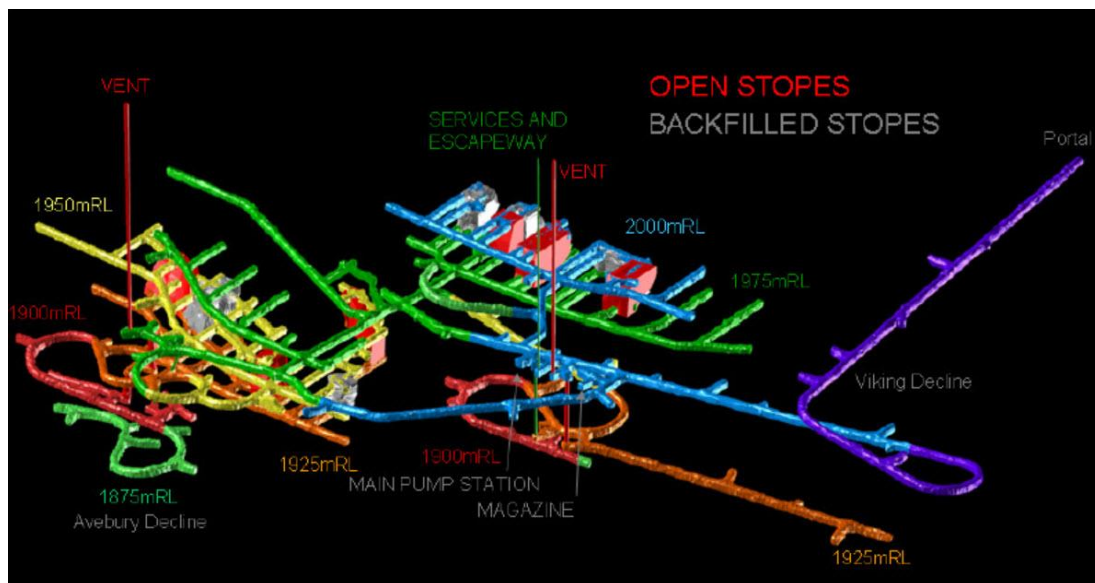 VENT
OPEN STOPES
BACKFILLED STOPES
SERVICES AND
ESCAPEWAY
VENT
Portal
1950mRL
2000mRL
1975mRL
1900mRL
Viking Decline
1925mRL
1900mRL
MAIN PUMP STATION
1875mRL
MAGAZINE
Avebury Decline
1925mRL